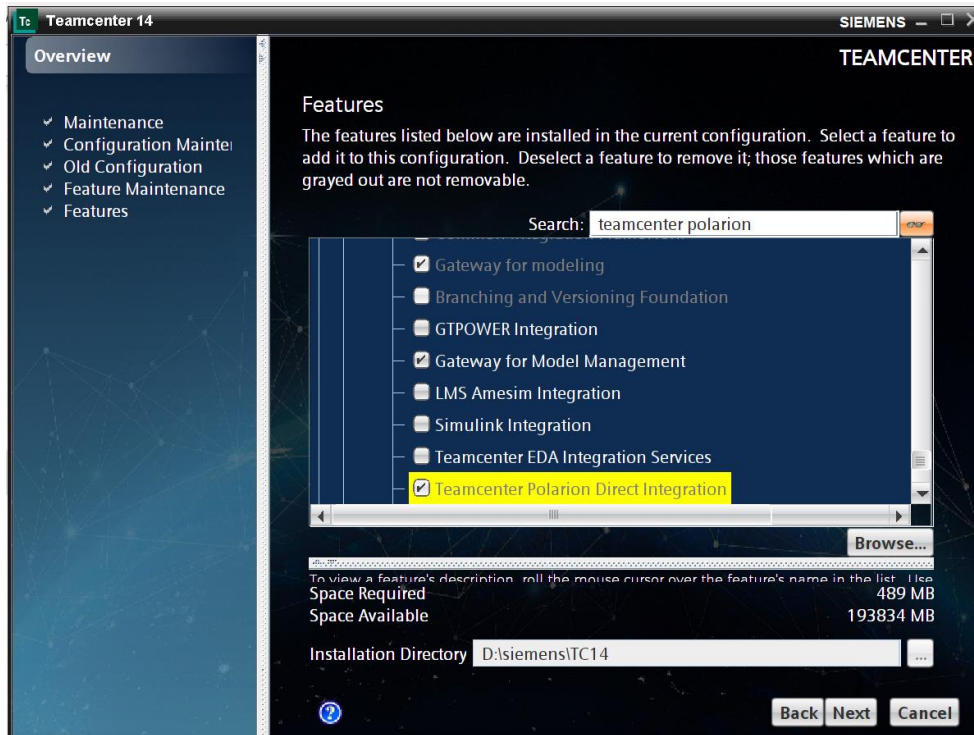 Tc Teamcenter 14
SIEMENS
Overview
TEAMCENTER
Maintenance
Configuration Mainte
Old Configuration
Feature Maintenance
Features
Features
The features listed below are installed in the current configuration. Select a feature to
add it to this configuration. Deselect a feature to remove it; those features which are
grayed out are not removable.
Search: teamcenter polarion
Gateway for modeling
Branching and Versioning Foundation
GTPOWER Integration
Gateway for Model Management
LMS Amesim Integration
Simulink Integration
Teamcenter EDA Integration Services
Teamcenter Polarion Direct Integration
Browse...
To view a feature's description, roll the mouse cursor over the feature's name in the list. Use
Space Required 489 MB
Space Available 193834 MB
Installation Directory D:\siemens\TC14 ...
? Back Next Cancel